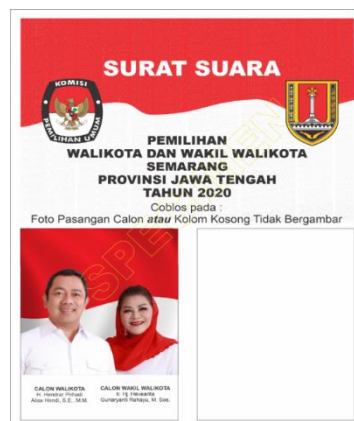 SURAT SUARA
KOMISI
PEMILIHAN UMUM
PEMILIHAN
WALIKOTA DAN WAKIL WALIKOTA
SEMARANG
PROVINSI JAWA TENGAH
TAHUN 2020
Coblos pada :
Foto Pasangan Calon atau Kolom Kosong Tidak Bergambar
SPECIMEN
CALON WALIKOTA
H. Hendrar Prihadi
Alias Hendi, S.E., M.M.
CALON WAKIL WALIKOTA
Ir. Hj. Hevearita
Gunaryanti Rahayu, M. Sos.